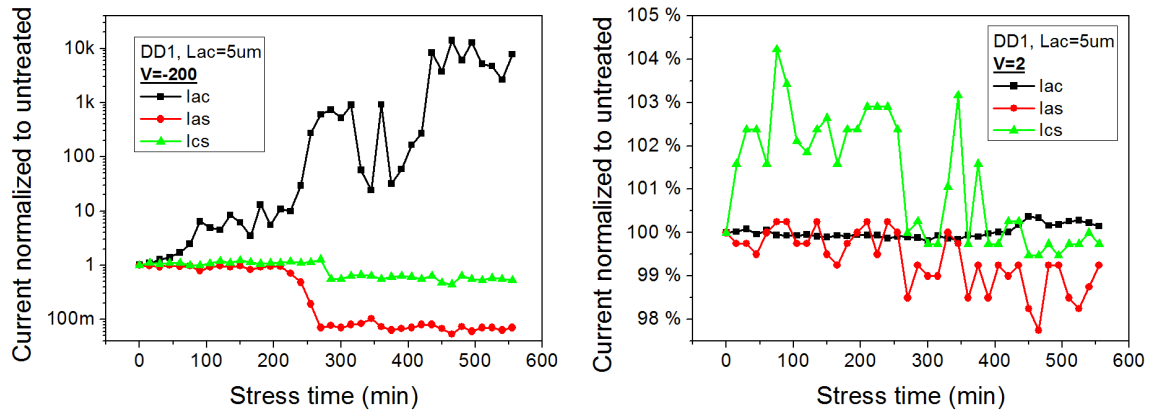 Current normalized to untreated
10k
1k
100
10
1
100m
DD1, Lac=5um
V=-200
Iac
Ias
Ics
0
100
200
300
400
500
600
Stress time (min)
Current normalized to untreated
105 %
104 %
103 %
102 %
101 %
100 %
99 %
98 %
DD1, Lac=5um
V=2
Iac
Ias
Ics
0
100
200
300
400
500
600
Stress time (min)